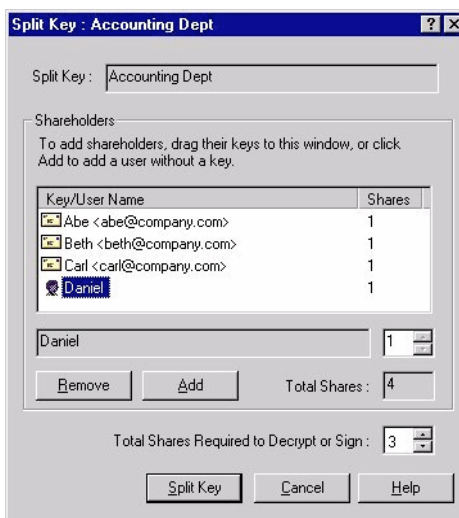 Split Key : Accounting Dept
Split Key : Accounting Dept
Shareholders
To add shareholders, drag their keys to this window, or click
Add to add a user without a key.
Key/User Name Shares
Abe <abe@company.com> 1
Beth <beth@company.com> 1
Carl <carl@company.com> 1
Daniel 1
Daniel 1
Remove Add Total Shares : 4
Total Shares Required to Decrypt or Sign : 3
Split Key Cancel Help